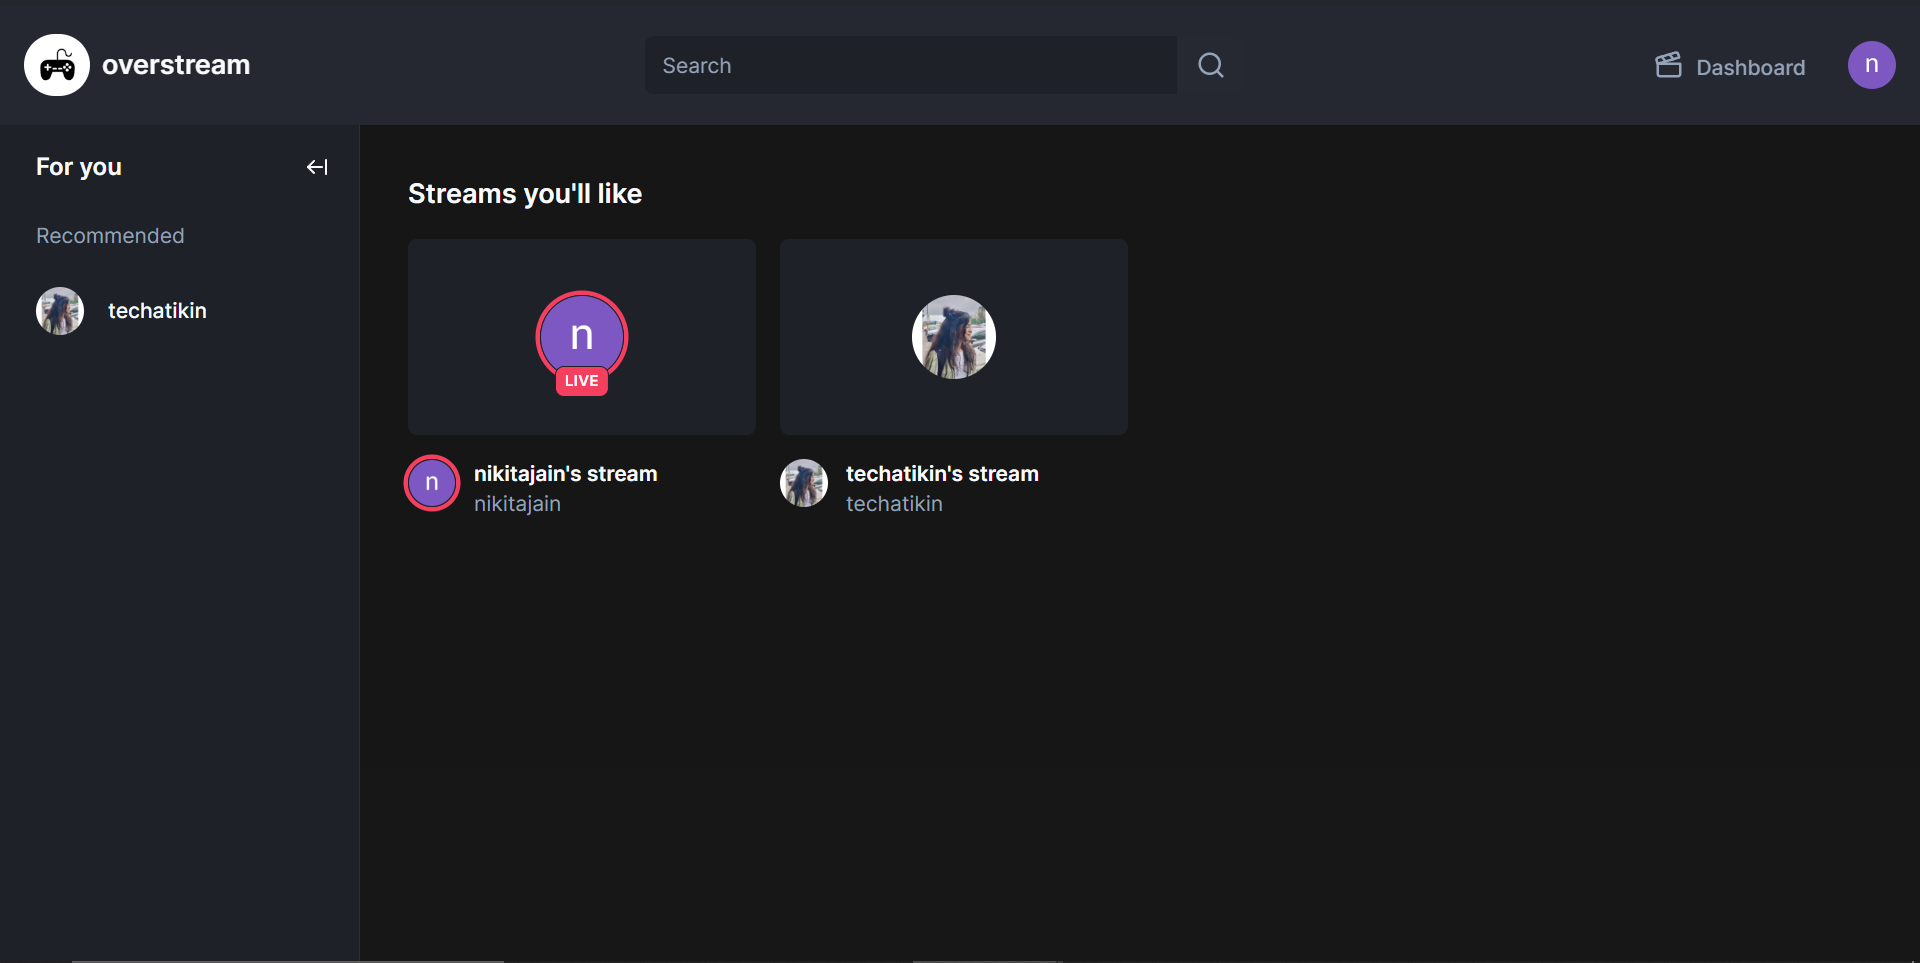 overstream
Search
Dashboard
n
For you
Recommended
techatikin
Streams you'll like
n
LIVE
n
nikitajain's stream
nikitajain
techatikin's stream
techatikin